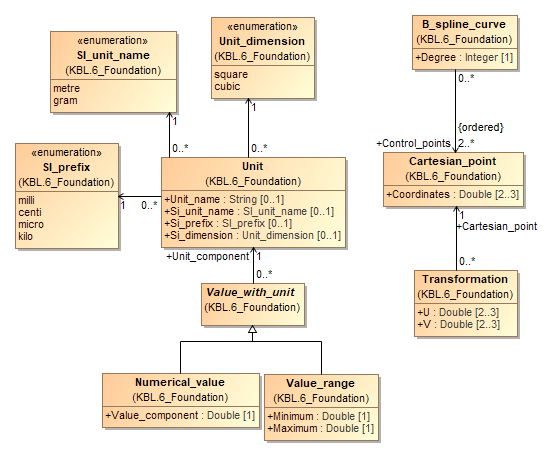 «enumeration»
SI_unit_name
(KBL.6_Foundation)
metre
gram
«enumeration»
Unit_dimension
(KBL.6_Foundation)
square
cubic
B_spline_curve
(KBL.6_Foundation)
+Degree : Integer [1]
0..*
{ordered}
+Control_points
2..*
1
0..*
1
0..*
«enumeration»
SI_prefix
(KBL.6_Foundation)
milli
centi
micro
kilo
1
0..*
Unit
(KBL.6_Foundation)
+Unit_name : String [0..1]
+Si_unit_name : SI_unit_name [0..1]
+Si_prefix : SI_prefix [0..1]
+Si_dimension : Unit_dimension [0..1]
Cartesian_point
(KBL.6_Foundation)
+Coordinates : Double [2..3]
1
+Cartesian_point
0..*
+Unit_component
1
0..*
Value_with_unit
(KBL.6_Foundation)
Transformation
(KBL.6_Foundation)
+U : Double [2..3]
+V : Double [2..3]
Numerical_value
(KBL.6_Foundation)
+Value_component : Double [1]
Value_range
(KBL.6_Foundation)
+Minimum : Double [1]
+Maximum : Double [1]